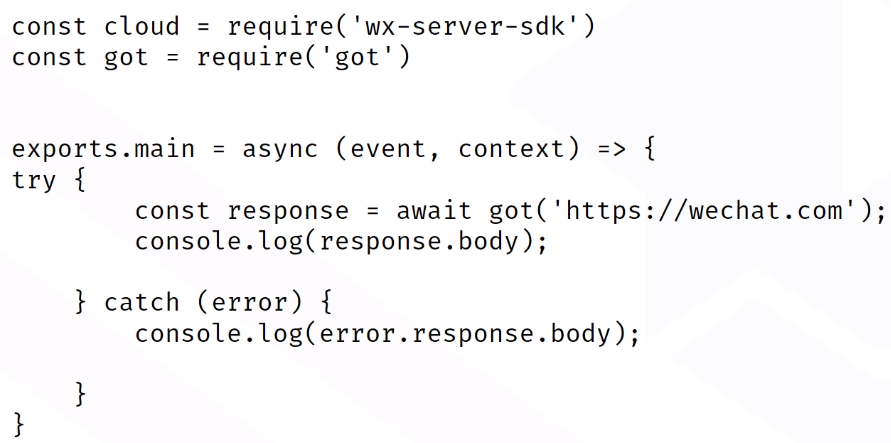 const cloud = require('wx-server-sdk')
const got = require('got')
exports.main = async (event, context) => {
try {
const response = await got('https://wechat.com');
console.log(response.body);
} catch (error) {
console.log(error.response.body);
}
}